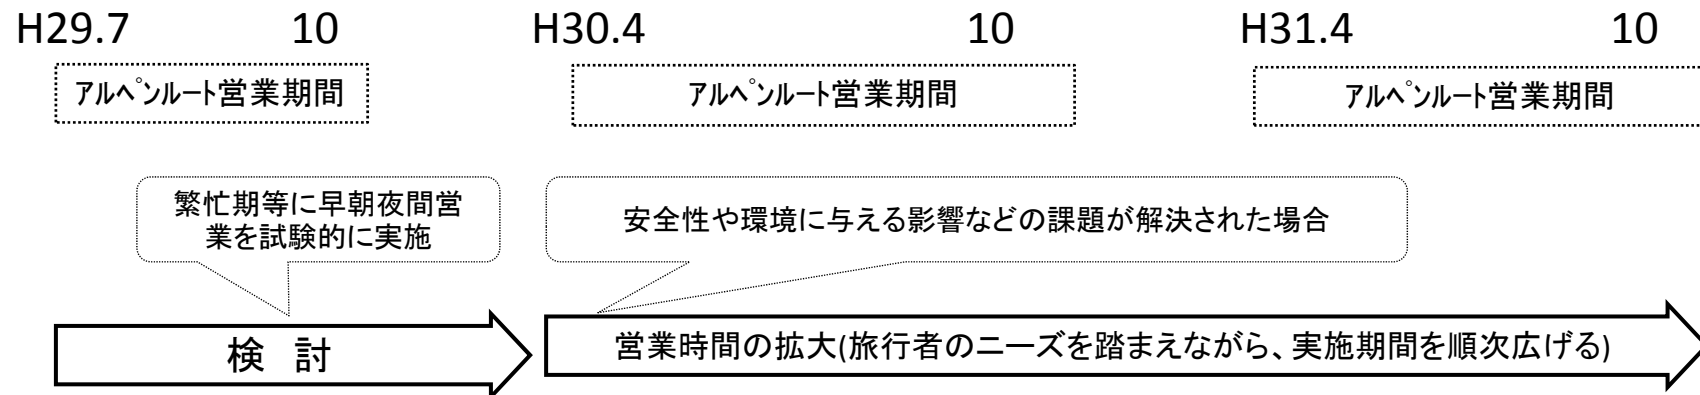 H29.7 10 H30.4 10 H31.4 10
ｱﾙﾍﾟﾝﾙｰﾄ営業期間 ｱﾙﾍﾟﾝﾙｰﾄ営業期間 ｱﾙﾍﾟﾝﾙｰﾄ営業期間
繁忙期等に早朝夜間営
業を試験的に実施
安全性や環境に与える影響などの課題が解決された場合
検 討
営業時間の拡大(旅行者のニーズを踏まえながら、実施期間を順次広げる)